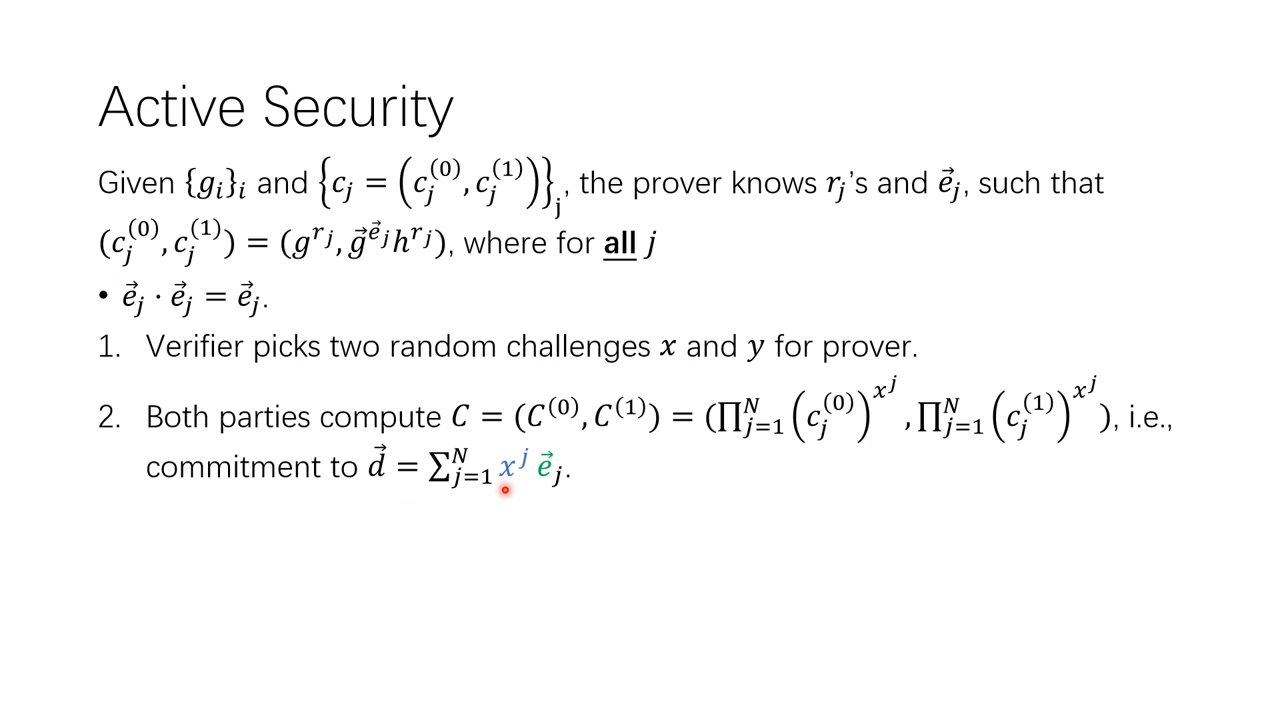 Active Security
Given {g_i}_i and {c_j = (c_j^(0), c_j^(1))}_j, the prover knows r_j's and e⃗_j, such that
(c_j^(0), c_j^(1)) = (g^{r_j}, g⃗^{e⃗_j}h^{r_j}), where for all j
• e⃗_j · e⃗_j = e⃗_j.
1. Verifier picks two random challenges x and y for prover.
2. Both parties compute C = (C^(0), C^(1)) = (∏_{j=1}^N (c_j^(0))^{x^j}, ∏_{j=1}^N (c_j^(1))^{x^j}), i.e.,
commitment to d⃗ = ∑_{j=1}^N x^j e⃗_j.